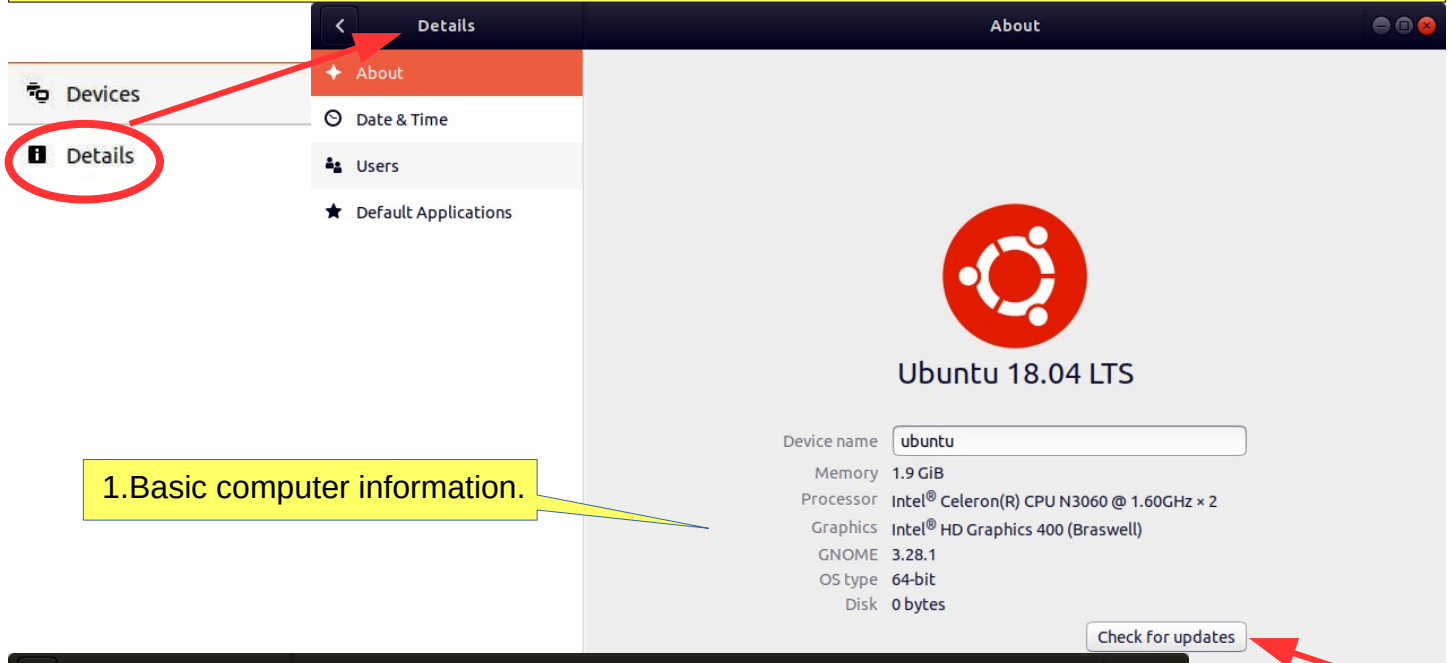 Details
About
Devices
Details
About
Date & Time
Users
Default Applications
Ubuntu 18.04 LTS
Device name ubuntu
Memory 1.9 GiB
Processor Intel® Celeron(R) CPU N3060 @ 1.60GHz × 2
Graphics Intel® HD Graphics 400 (Braswell)
GNOME 3.28.1
OS type 64-bit
Disk 0 bytes
Check for updates
1.Basic computer information.